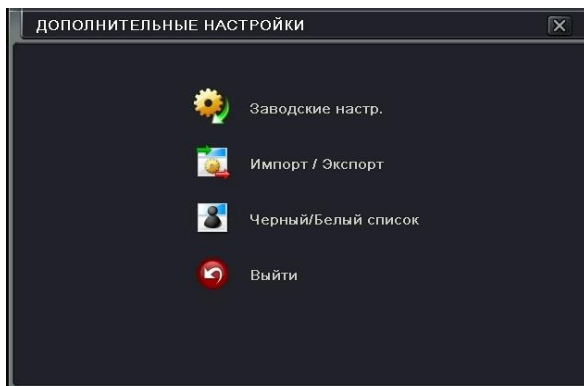 ДОПОЛНИТЕЛЬНЫЕ НАСТРОЙКИ
Заводские настр.
Импорт / Экспорт
Черный/Белый список
Выйти